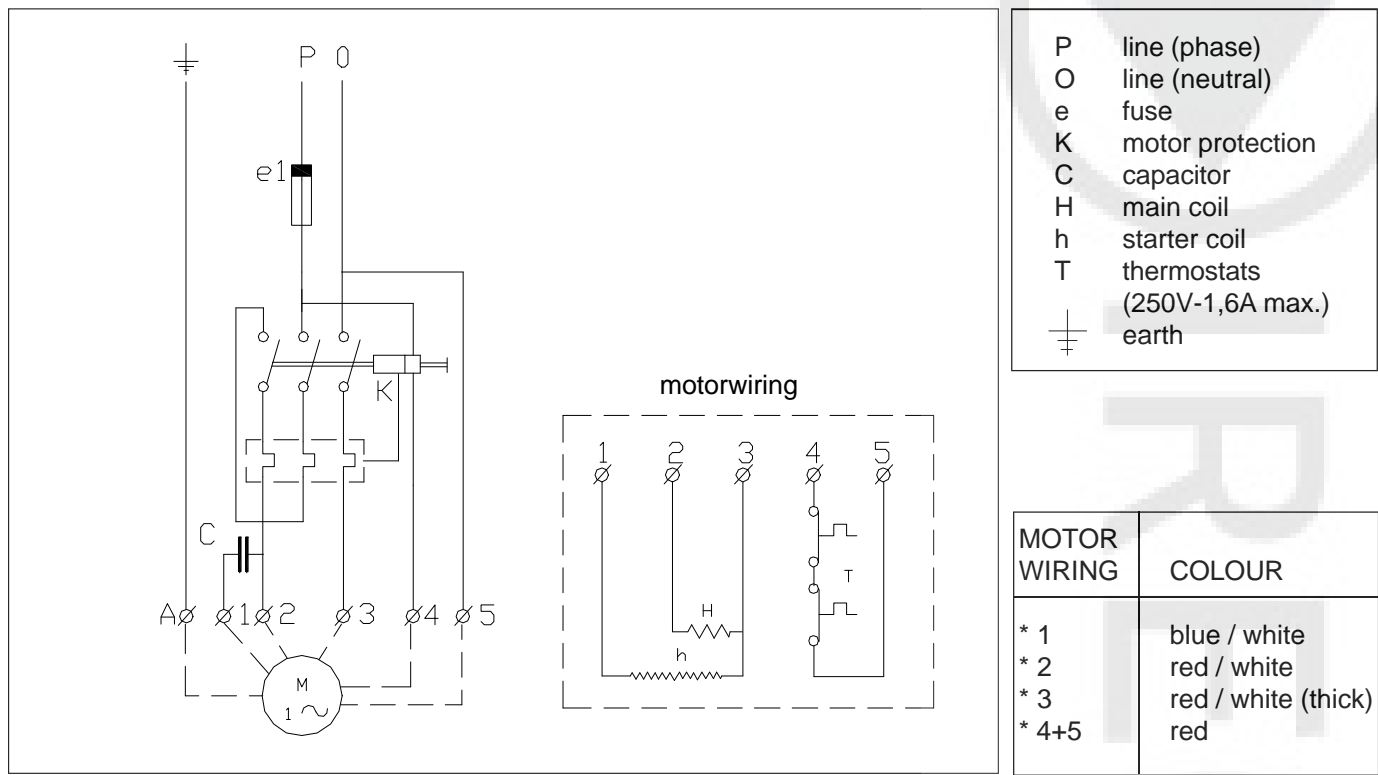 P O
e1
K
C
A 1 2 3 4 5
M
1
motorwiring
1 2 3 4 5
T
H
h
P line (phase)
O line (neutral)
e fuse
K motor protection
C capacitor
H main coil
h starter coil
T thermostats
(250V-1,6A max.)
earth
MOTOR
WIRING COLOUR
* 1 blue / white
* 2 red / white
* 3 red / white (thick)
* 4+5 red